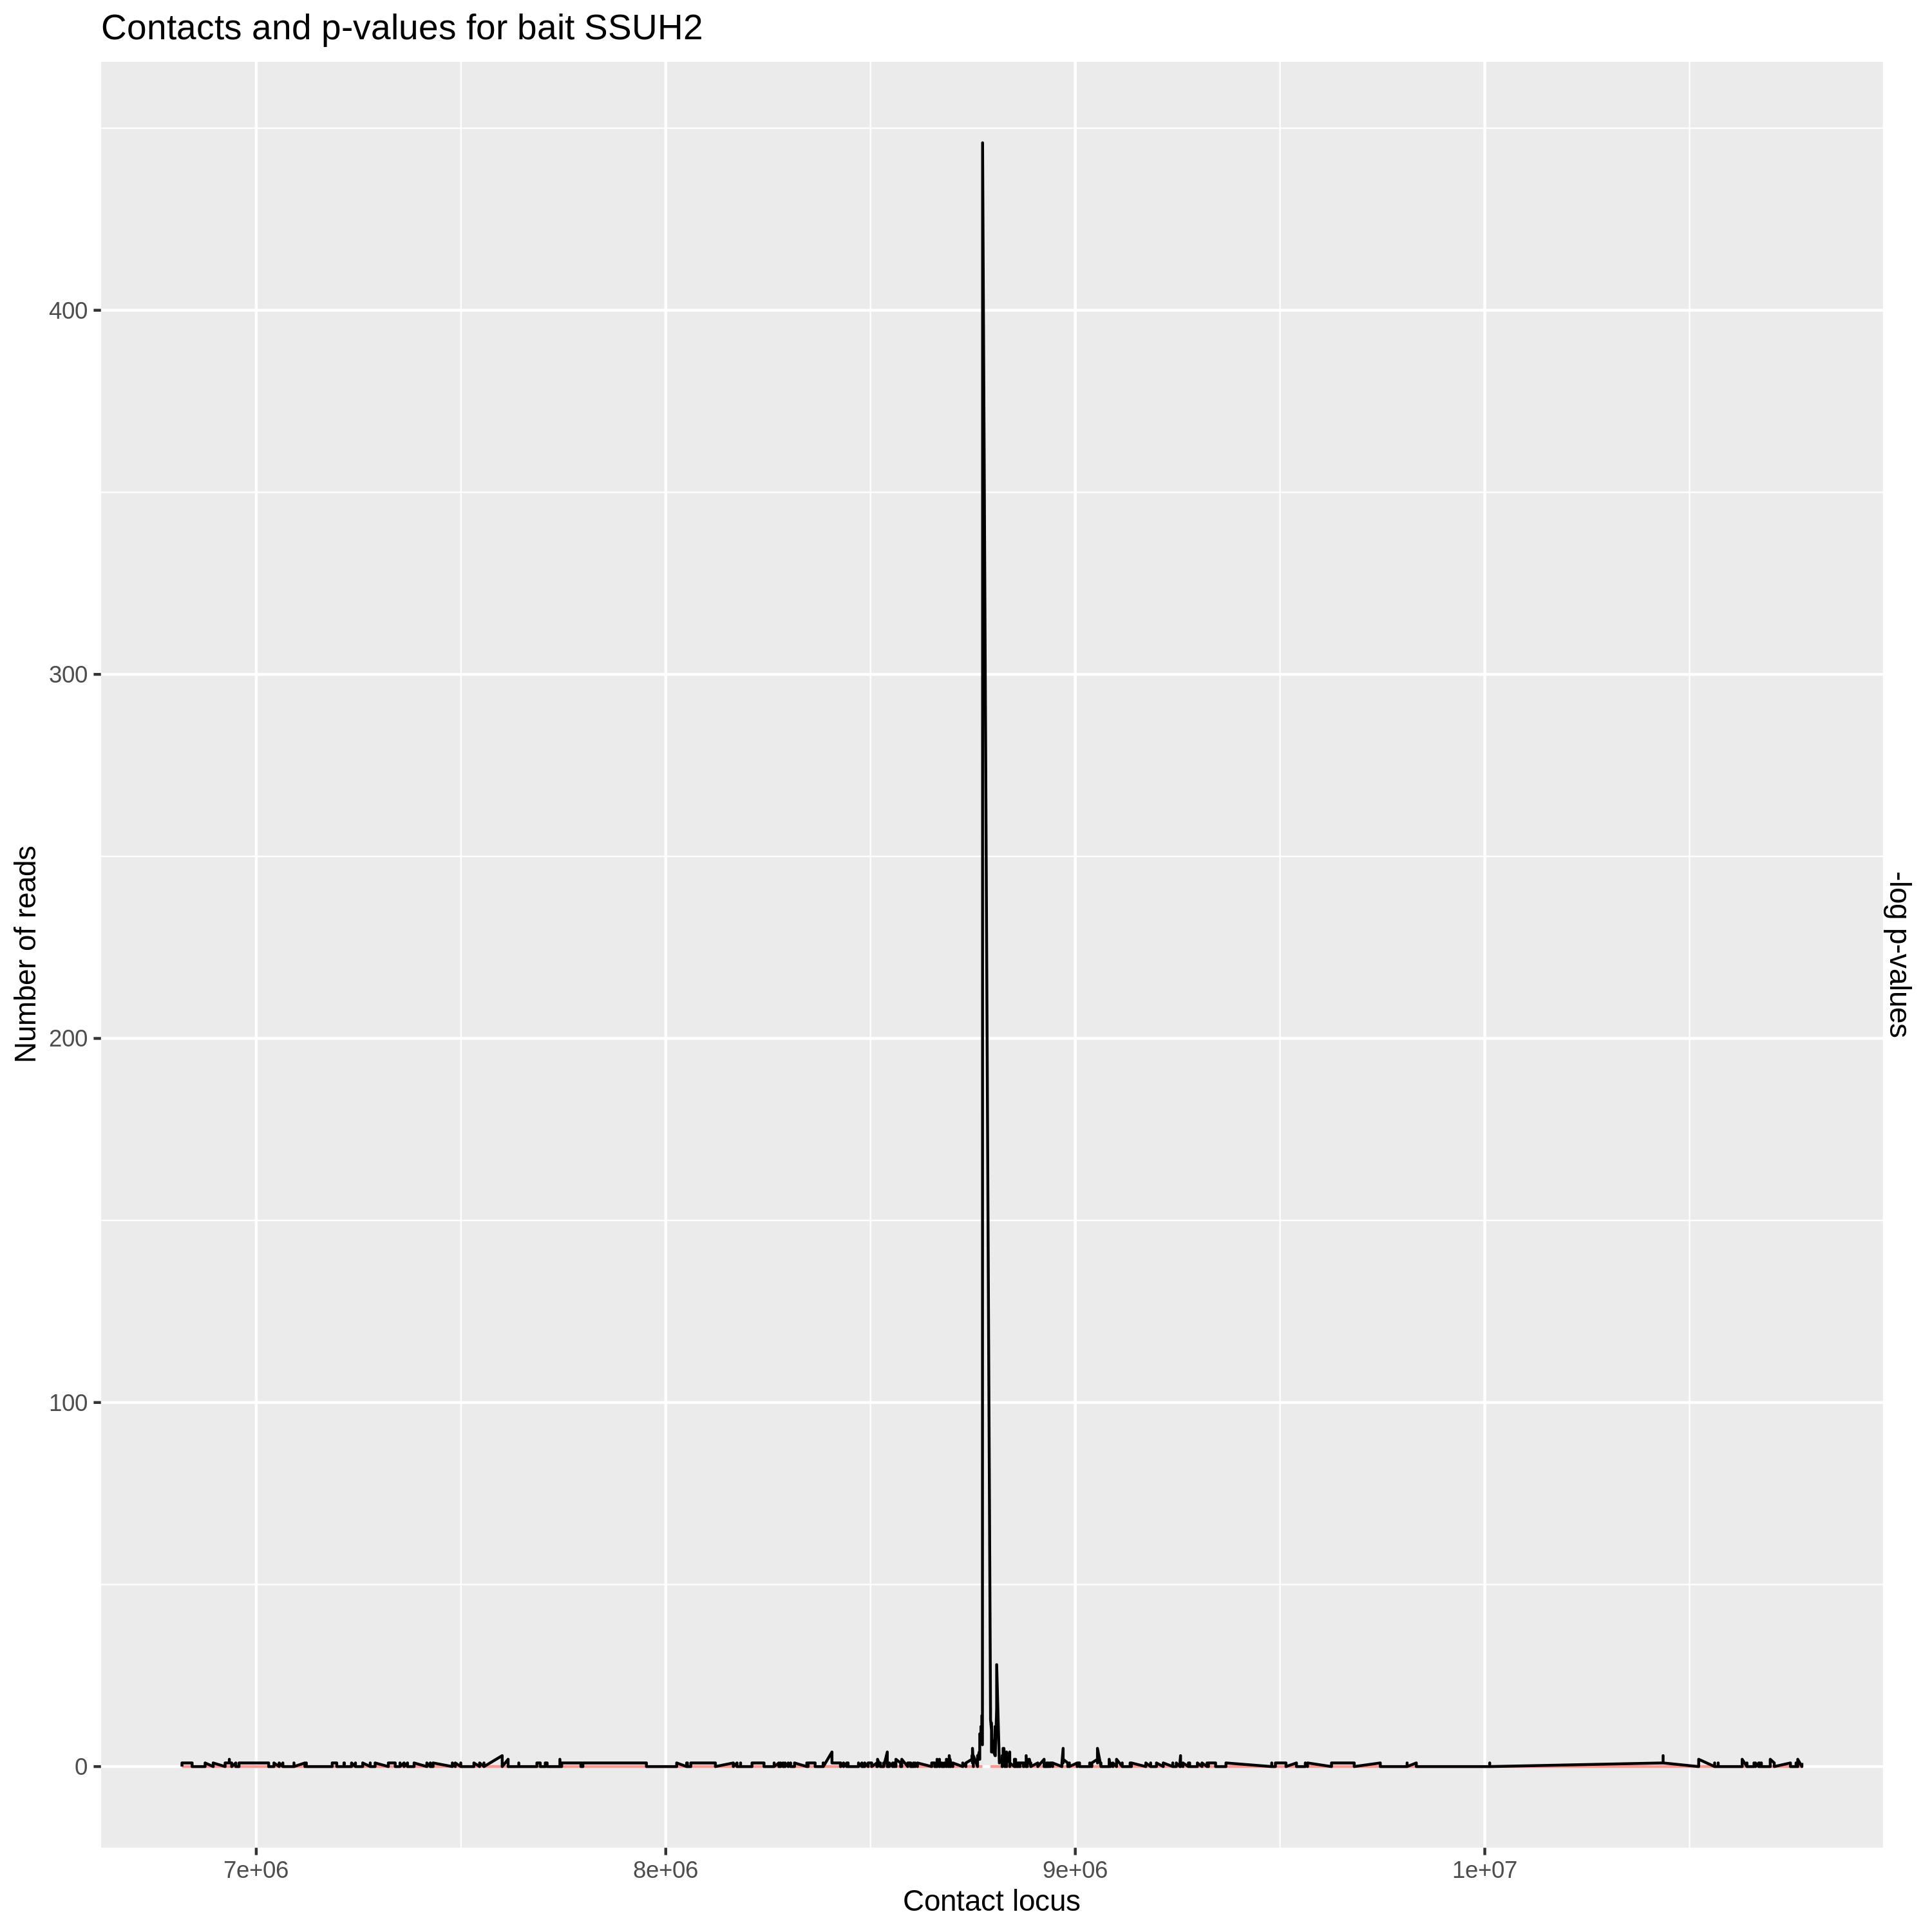 Contacts and p-values for bait SSUH2
400
300
200
100
0
Number of reads
-log p-values
7e+06
8e+06
9e+06
1e+07
Contact locus